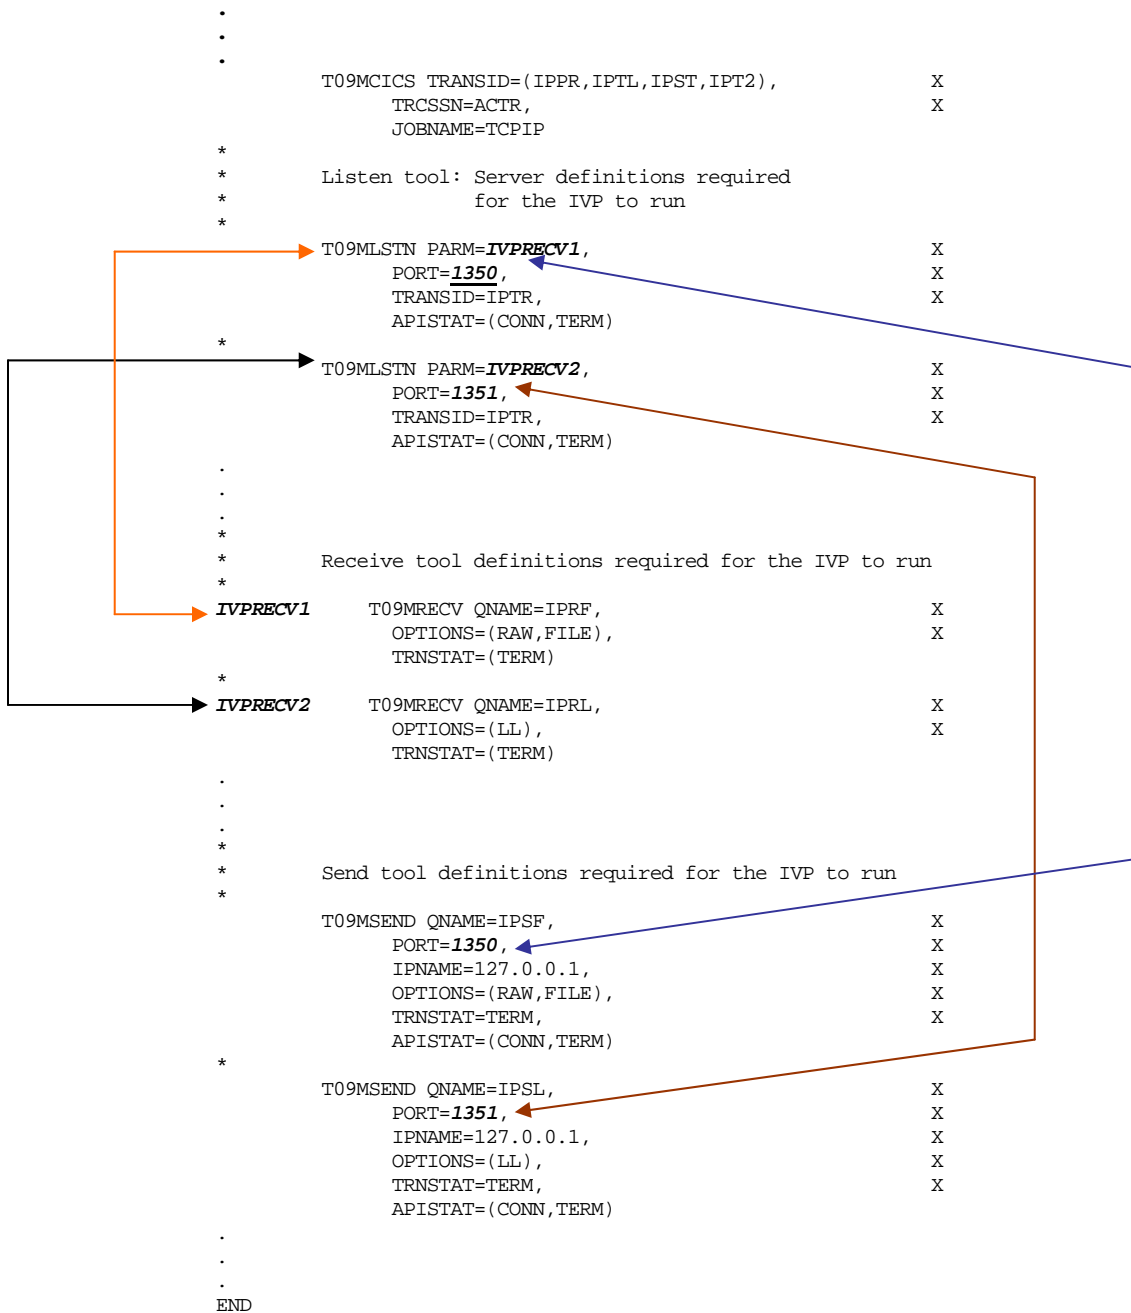 .
.
.
T09MCICS TRANSID=(IPPR,IPTL,IPST,IPT2), X
TRCSSN=ACTR, X
JOBNAME=TCPIP
*
* Listen tool: Server definitions required
* for the IVP to run
*
T09MLSTN PARM=IVPRECV1, X
PORT=1350, X
TRANSID=IPTR, X
APISTAT=(CONN,TERM)
*
T09MLSTN PARM=IVPRECV2, X
PORT=1351, X
TRANSID=IPTR, X
APISTAT=(CONN,TERM)
.
.
.
*
* Receive tool definitions required for the IVP to run
*
IVPRECV1 T09MRECV QNAME=IPRF, X
OPTIONS=(RAW,FILE), X
TRNSTAT=(TERM)
*
IVPRECV2 T09MRECV QNAME=IPRL, X
OPTIONS=(LL), X
TRNSTAT=(TERM)
.
.
.
*
* Send tool definitions required for the IVP to run
*
T09MSEND QNAME=IPSF, X
PORT=1350, X
IPNAME=127.0.0.1, X
OPTIONS=(RAW,FILE), X
TRNSTAT=TERM, X
APISTAT=(CONN,TERM)
*
T09MSEND QNAME=IPSL, X
PORT=1351, X
IPNAME=127.0.0.1, X
OPTIONS=(LL), X
TRNSTAT=TERM, X
APISTAT=(CONN,TERM)
.
.
.
END